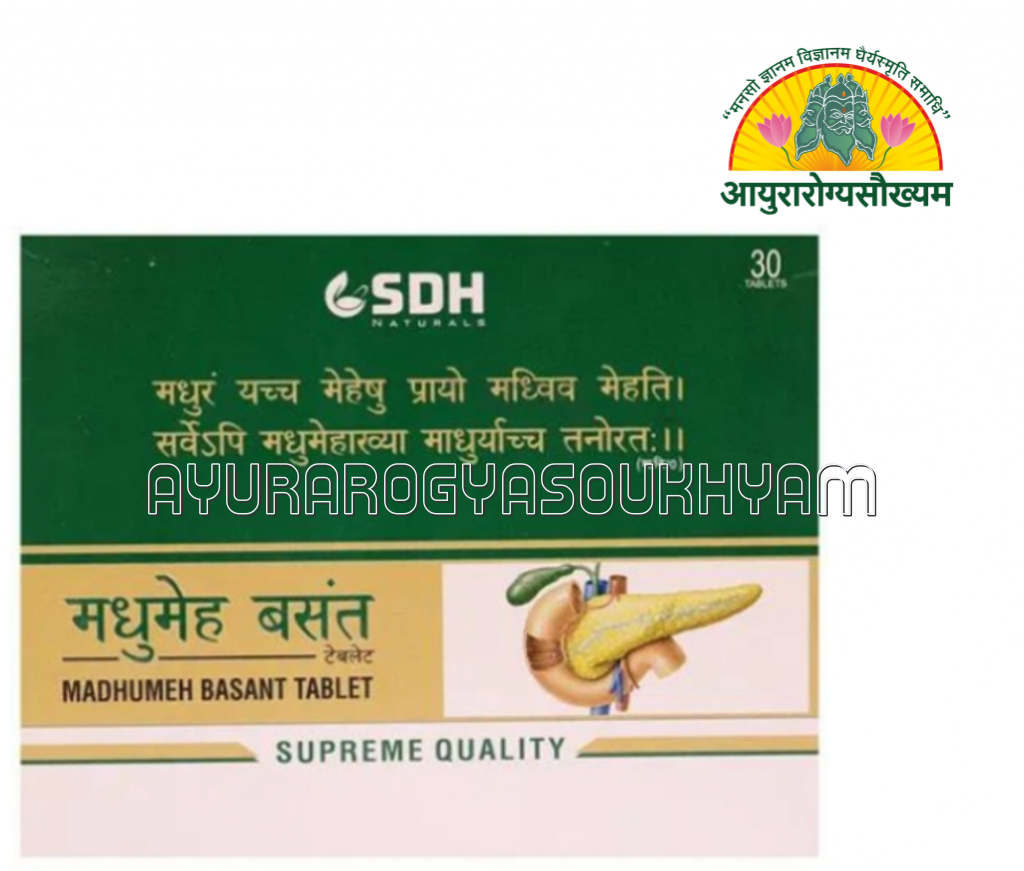 “मनसो ज्ञानम विज्ञानम धैर्यस्मृति समाधि”
आयुरारोग्यसौख्यम
SDH
NATURALS
30
TABLETS
मधुरं यच्च मेहेषु प्रायो मध्विव मेहति।
सर्वेऽपि मधुमेहाख्या माधुर्याच्च तनोरत:।।
AYURAROGYASOUKHYAM
मधुमेह बसंत
टेबलेट
MADHUMEH BASANT TABLET
SUPREME QUALITY